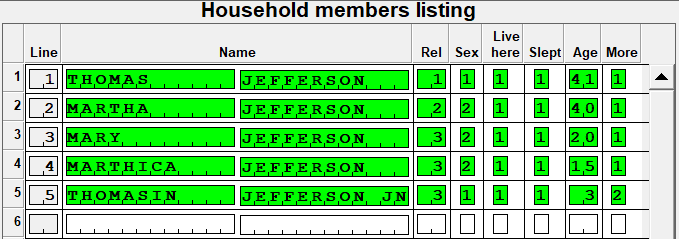 Household members listing
Line Name Rel Sex Live here Slept Age More
1 1 THOMAS JEFFERSON 1 1 1 1 41 1
2 2 MARTHA JEFFERSON 2 2 1 1 40 1
3 3 MARY JEFFERSON 3 2 1 1 20 1
4 4 MARTHICA JEFFERSON 3 2 1 1 15 1
5 5 THOMASIN JEFFERSON JN 3 1 1 1 3 2
6